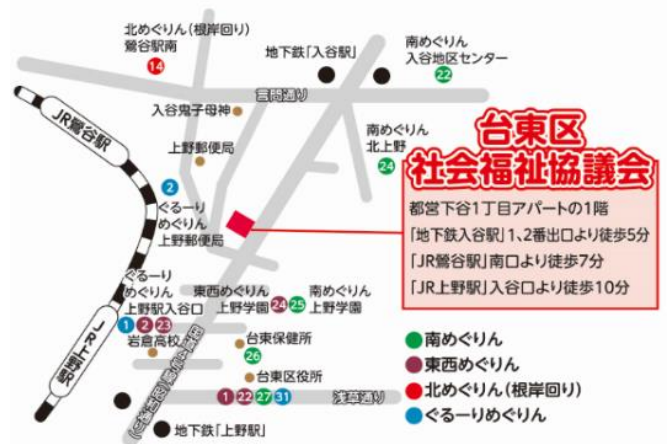 北めぐりん(根岸回り)
鶯谷駅南
14
地下鉄「入谷駅」
南めぐりん
入谷地区センター
22
言問通り
JR鶯谷駅
入谷鬼子母神
上野郵便局
南めぐりん
北上野
24
台東区
社会福祉協議会
都営下谷1丁目アパートの1階
「地下鉄入谷駅」1、2番出口より徒歩5分
「JR鶯谷駅」南口より徒歩7分
「JR上野駅」入谷口より徒歩10分
2
ぐるーり
めぐりん
上野郵便局
ぐるーり
めぐりん
上野駅入谷口
1 2 23
岩倉高校
東西めぐりん
上野学園
24 25
南めぐりん
上野学園
JR上野駅
台東保健所
26
台東区役所
1 22 27 31
浅草通り
地下鉄「上野駅」
南めぐりん
東西めぐりん
北めぐりん(根岸回り)
ぐるーりめぐりん